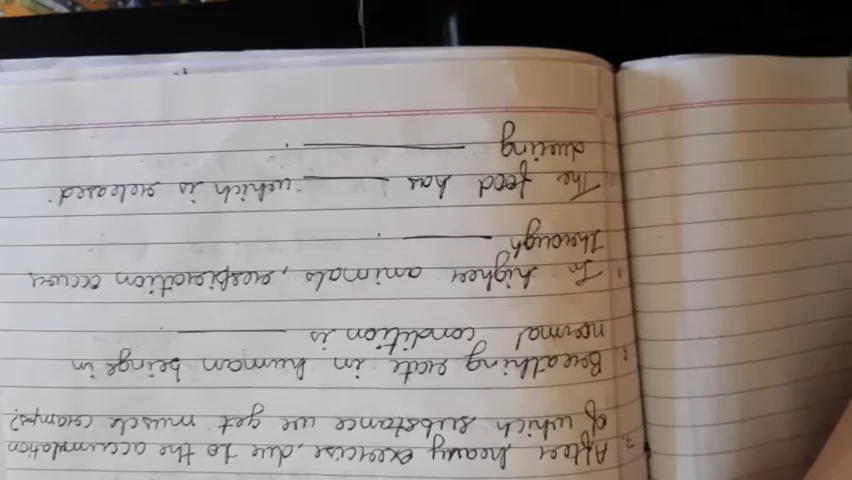 7. After heavy exercise, due to the accumulation
of which substance we get muscle cramps?
Breathing rate in human beings in
normal condition is ________.
In higher animals, respiration occurs
through ________.
The food has ________ which is released
during ________.